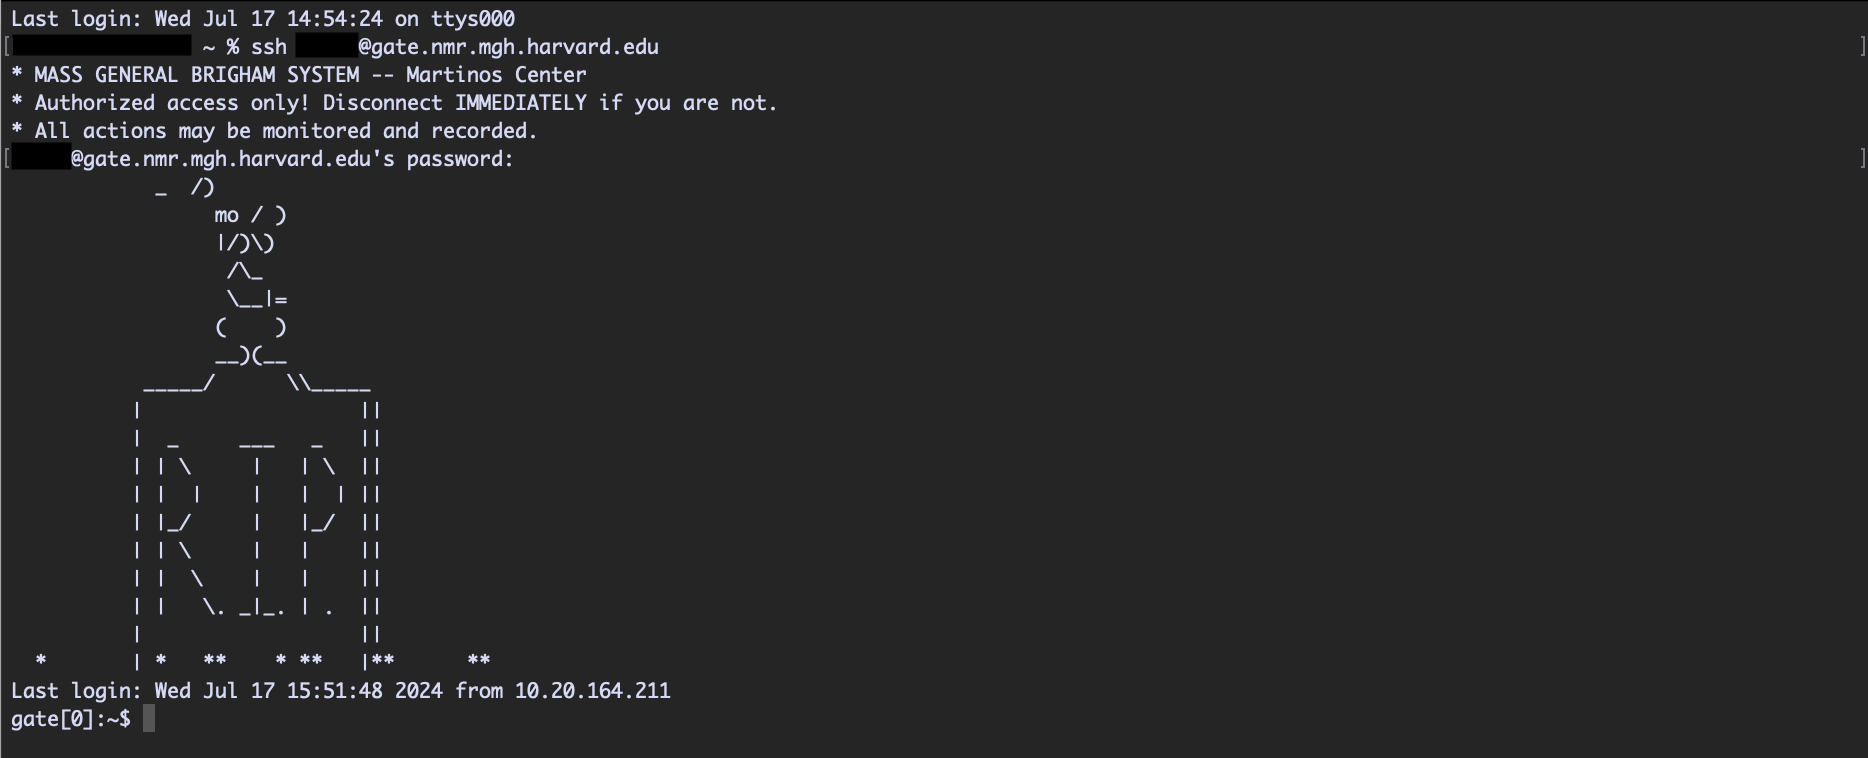 Last login: Wed Jul 17 14:54:24 on ttys000
[ ~ % ssh @gate.nmr.mgh.harvard.edu ]
* MASS GENERAL BRIGHAM SYSTEM -- Martinos Center
* Authorized access only! Disconnect IMMEDIATELY if you are not.
* All actions may be monitored and recorded.
[ @gate.nmr.mgh.harvard.edu's password: ]
            _  /)
                 mo / )
                 |/)\)
                  /\_
                  \__|=
                 (    )
                 __)(__
           _____/      \\_____
          |                  ||
          |  _     ___   _   ||
          | | \     |   | \  ||
          | |  |    |   |  | ||
          | |_/     |   |_/  ||
          | | \     |   |    ||
          | |  \    |   |    ||
          | |   \. _|_. | .  ||
          |                  ||
  *       | *   **    * **   |**      **
Last login: Wed Jul 17 15:51:48 2024 from 10.20.164.211
gate[0]:~$